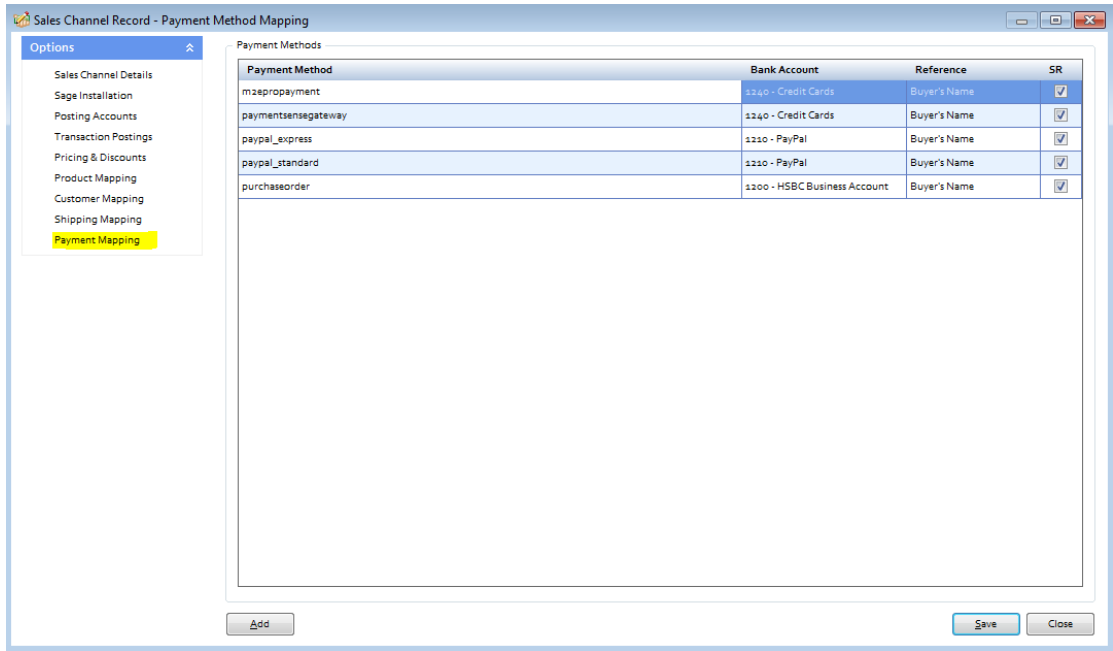 Sales Channel Record - Payment Method Mapping
Options
Sales Channel Details
Sage Installation
Posting Accounts
Transaction Postings
Pricing & Discounts
Product Mapping
Customer Mapping
Shipping Mapping
Payment Mapping
Payment Methods
Payment Method Bank Account Reference SR
m2epropayment 1240 - Credit Cards Buyer's Name
paymentsensegateway 1240 - Credit Cards Buyer's Name
paypal_express 1210 - PayPal Buyer's Name
paypal_standard 1210 - PayPal Buyer's Name
purchaseorder 1200 - HSBC Business Account Buyer's Name
Add Save Close